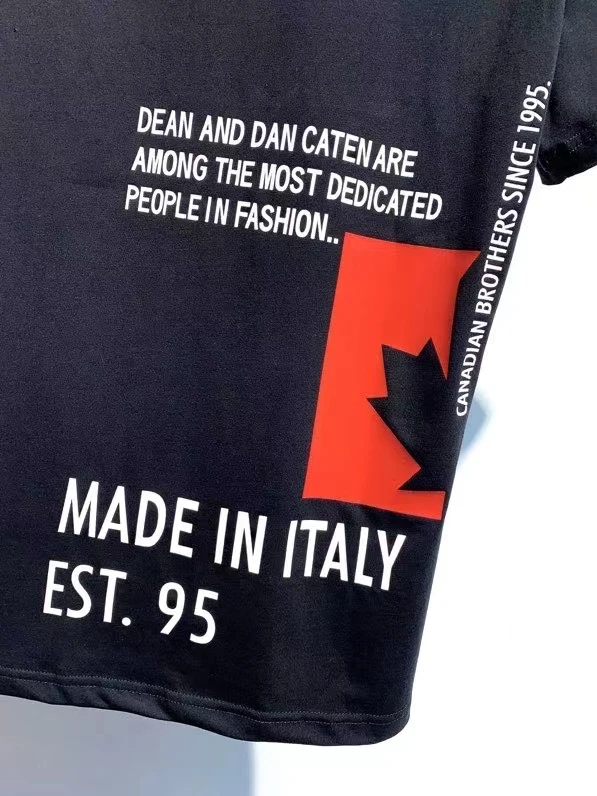 DEAN AND DAN CATEN ARE
AMONG THE MOST DEDICATED
PEOPLE IN FASHION..
CANADIAN BROTHERS SINCE 1995.
MADE IN ITALY
EST. 95